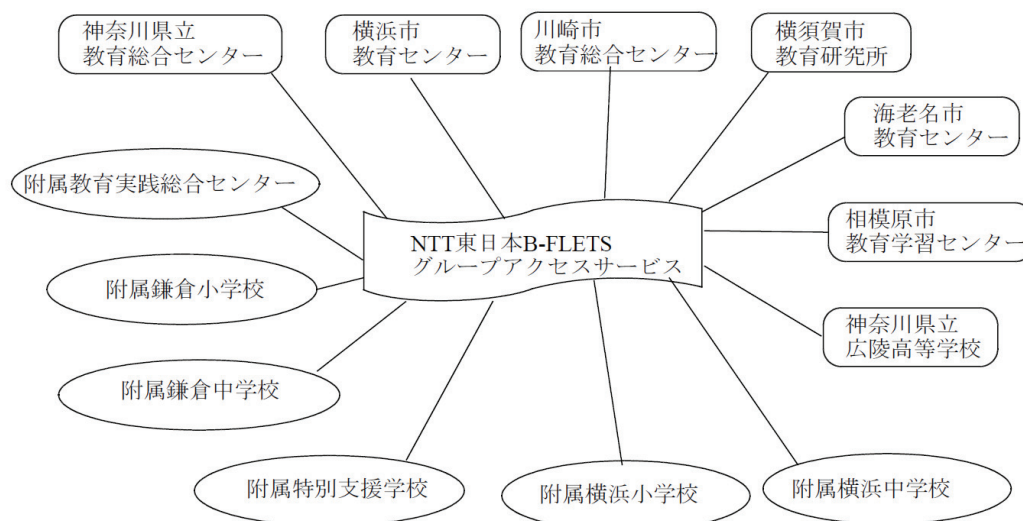 神奈川県立
教育総合センター
横浜市
教育センター
川崎市
教育総合センター
横須賀市
教育研究所
海老名市
教育センター
附属教育実践総合センター
相模原市
教育学習センター
NTT東日本B-FLETS
グループアクセスサービス
附属鎌倉小学校
神奈川県立
広陵高等学校
附属鎌倉中学校
附属特別支援学校
附属横浜小学校
附属横浜中学校